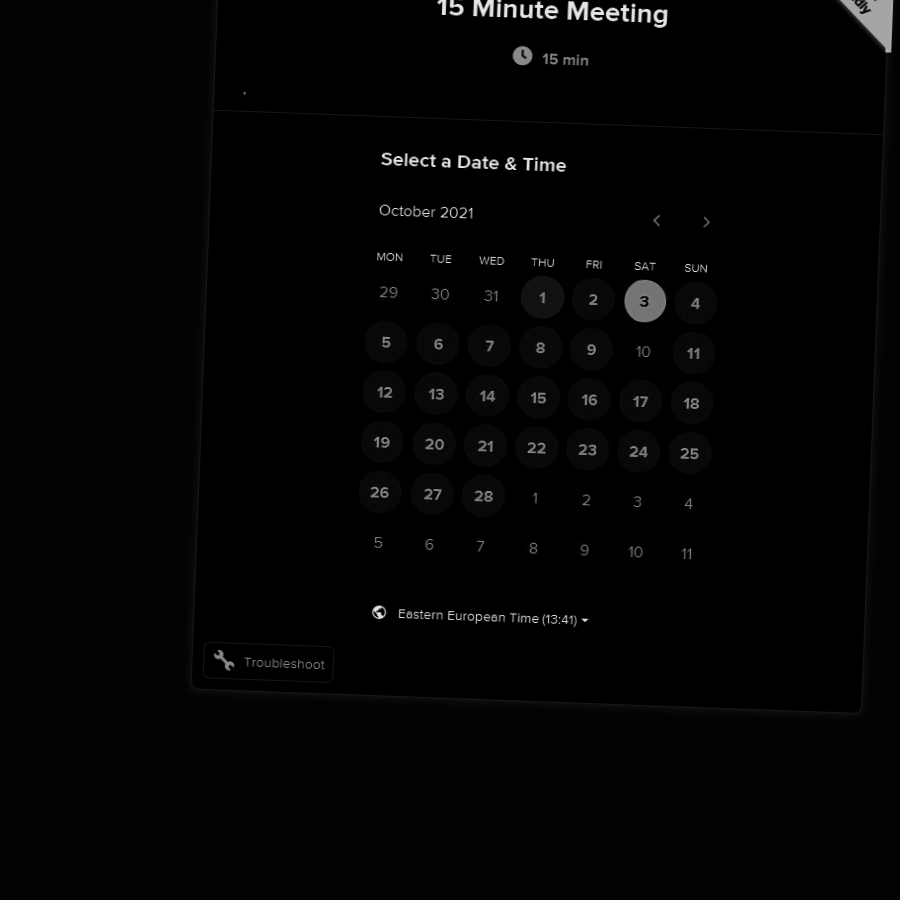 15 Minute Meeting
15 min
Select a Date & Time
October 2021
MON TUE WED THU FRI SAT SUN
29 30 31 1 2 3 4
5 6 7 8 9 10 11
12 13 14 15 16 17 18
19 20 21 22 23 24 25
26 27 28 1 2 3 4
5 6 7 8 9 10 11
Eastern European Time (13:41)
Troubleshoot